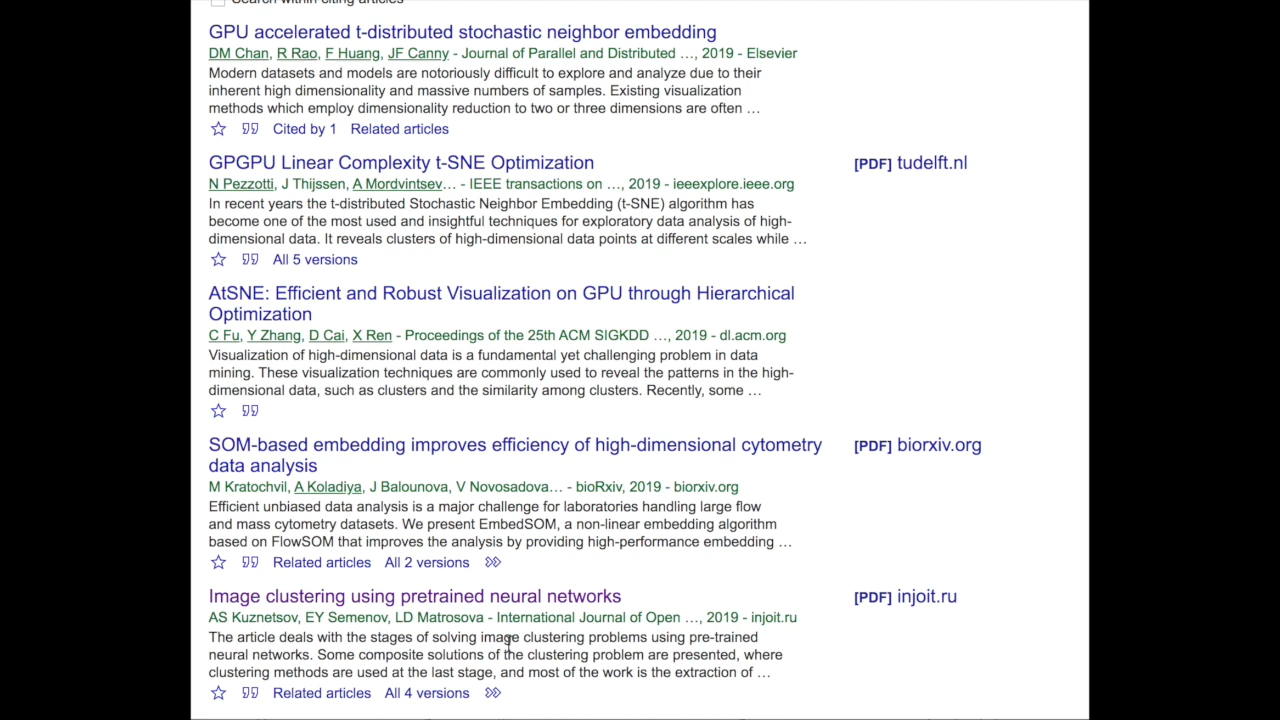 Search within citing articles
GPU accelerated t-distributed stochastic neighbor embedding
DM Chan, R Rao, F Huang, JF Canny - Journal of Parallel and Distributed …, 2019 - Elsevier
Modern datasets and models are notoriously difficult to explore and analyze due to their
inherent high dimensionality and massive numbers of samples. Existing visualization
methods which employ dimensionality reduction to two or three dimensions are often …
Cited by 1 Related articles
GPGPU Linear Complexity t-SNE Optimization
[PDF] tudelft.nl
N Pezzotti, J Thijssen, A Mordvintsev… - IEEE transactions on …, 2019 - ieeexplore.ieee.org
In recent years the t-distributed Stochastic Neighbor Embedding (t-SNE) algorithm has
become one of the most used and insightful techniques for exploratory data analysis of high-
dimensional data. It reveals clusters of high-dimensional data points at different scales while …
All 5 versions
AtSNE: Efficient and Robust Visualization on GPU through Hierarchical
Optimization
C Fu, Y Zhang, D Cai, X Ren - Proceedings of the 25th ACM SIGKDD …, 2019 - dl.acm.org
Visualization of high-dimensional data is a fundamental yet challenging problem in data
mining. These visualization techniques are commonly used to reveal the patterns in the high-
dimensional data, such as clusters and the similarity among clusters. Recently, some …
SOM-based embedding improves efficiency of high-dimensional cytometry
data analysis
[PDF] biorxiv.org
M Kratochvil, A Koladiya, J Balounova, V Novosadova… - bioRxiv, 2019 - biorxiv.org
Efficient unbiased data analysis is a major challenge for laboratories handling large flow
and mass cytometry datasets. We present EmbedSOM, a non-linear embedding algorithm
based on FlowSOM that improves the analysis by providing high-performance embedding …
Related articles All 2 versions
Image clustering using pretrained neural networks
[PDF] injoit.ru
AS Kuznetsov, EY Semenov, LD Matrosova - International Journal of Open …, 2019 - injoit.ru
The article deals with the stages of solving image clustering problems using pre-trained
neural networks. Some composite solutions of the clustering problem are presented, where
clustering methods are used at the last stage, and most of the work is the extraction of …
Related articles All 4 versions